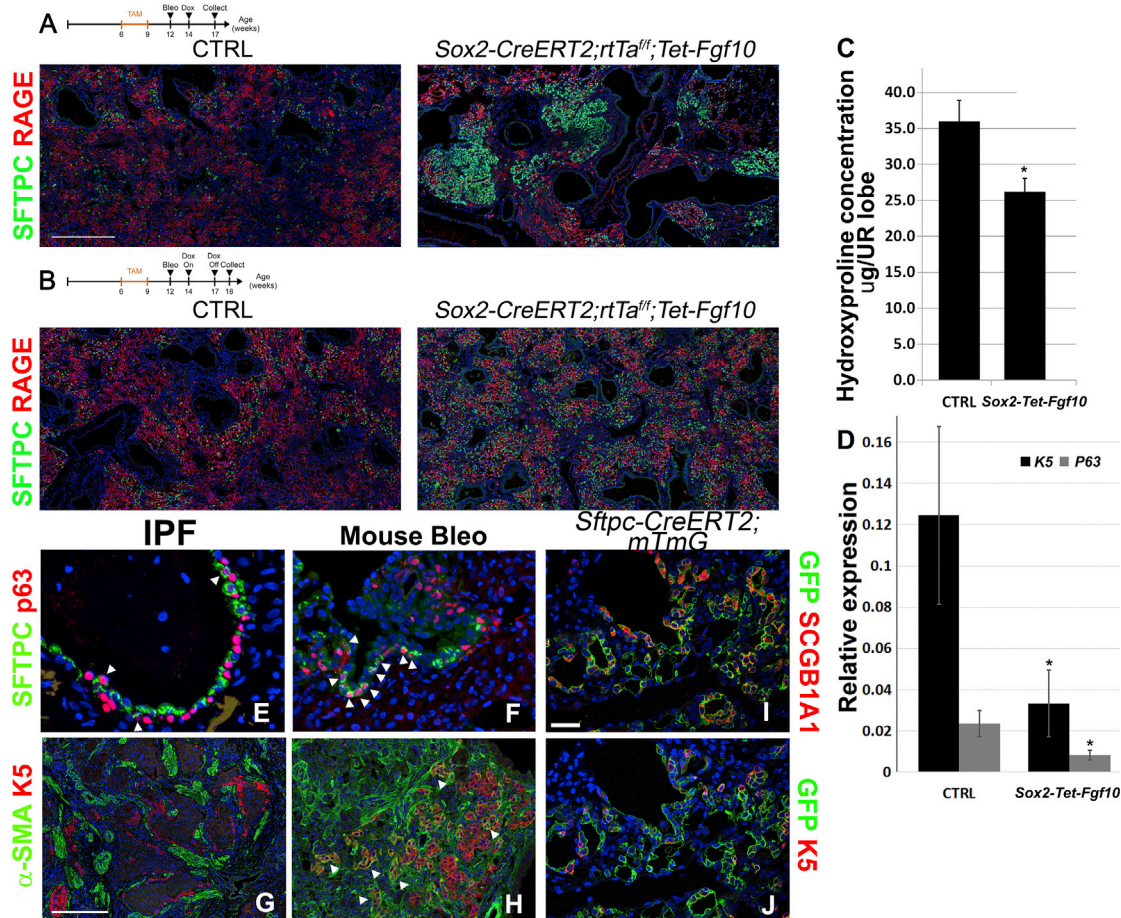 A
TAM
Bleo Dox Collect
6 9 12 14 17
Age
(weeks)
CTRL
Sox2-CreERT2;rtTa^f/f;Tet-Fgf10
SFTPC RAGE
B
TAM
Bleo
Dox
On
Dox
Off
Collect
6 9 12 14 17 18
Age
(weeks)
CTRL
Sox2-CreERT2;rtTa^f/f;Tet-Fgf10
SFTPC RAGE
C
Hydroxyproline concentration
ug/UR lobe
40.0
35.0
30.0
25.0
20.0
15.0
10.0
5.0
0.0
*
CTRL Sox2-Tet-Fgf10
D
Relative expression
0.16
0.14
0.12
0.10
0.08
0.06
0.04
0.02
0
K5 P63
*
*
CTRL Sox2-Tet-Fgf10
IPF
Mouse Bleo
Sftpc-CreERT2;
mTmG
SFTPC p63
E
F
I
GFP SCGB1A1
α-SMA K5
G
H
J
GFP K5